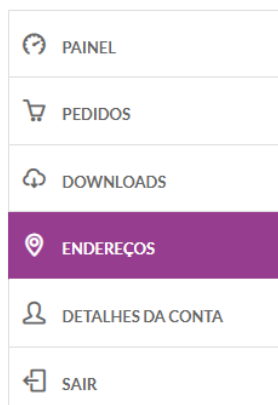 PAINEL
PEDIDOS
DOWNLOADS
ENDEREÇOS
DETALHES DA CONTA
SAIR